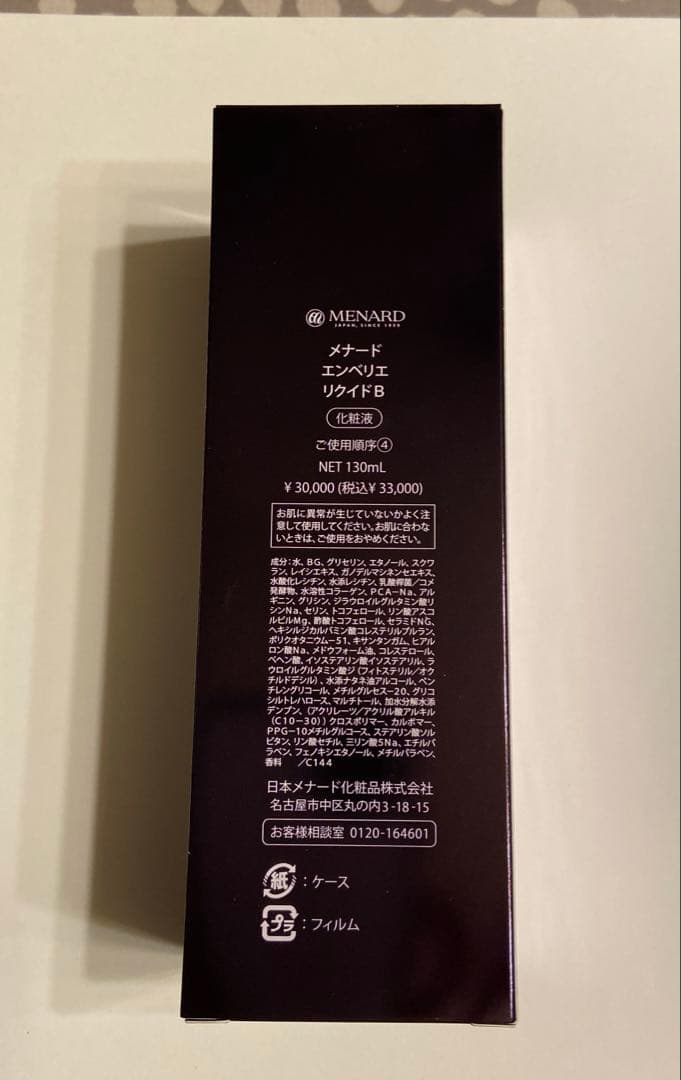 MENARD
JAPAN, SINCE 1959
メナード
エンベリエ
リクイドB
化粧液
ご使用順序④
NET 130mL
¥30,000(税込¥33,000)
お肌に異常が生じていないかよく注
意して使用してください。お肌に合わな
いときは、ご使用をおやめください。
成分:水、BG、グリセリン、エタノール、スクワ
ラン、レイシエキス、ガノデルマシネンセエキス、
水酸化レシチン、水添レシチン、乳酸桿菌/コメ
発酵物、水溶性コラーゲン、PCA-Na、アル
ギニン、グリシン、ジラウロイルグルタミン酸リ
シンNa、セリン、トコフェロール、リン酸アスコ
ルビルMg、酢酸トコフェロール、セラミドNG、
ヘキシルジカルバミン酸コレステリルプルラン、
ポリクオタニウム-51、キサンタンガム、ヒアル
ロン酸Na、メドウフォーム油、コレステロール、
ベヘン酸、イソステアリン酸イソステアリル、ラ
ウロイルグルタミン酸ジ(フィトステリル/オク
チルドデシル)、水添ナタネ油アルコール、ペン
チレングリコール、メチルグルセス-20、グリコ
シルトレハロース、マルチトール、加水分解水添
デンプン、(アクリレーツ/アクリル酸アルキル
(C10-30))クロスポリマー、カルボマー、
PPG-10メチルグルコース、ステアリン酸ソル
ビタン、リン酸セチル、三リン酸5Na、エチルパ
ラベン、フェノキシエタノール、メチルパラベン、
香料 /C144
日本メナード化粧品株式会社
名古屋市中区丸の内3-18-15
お客様相談室 0120-164601
紙:ケース
プラ:フィルム